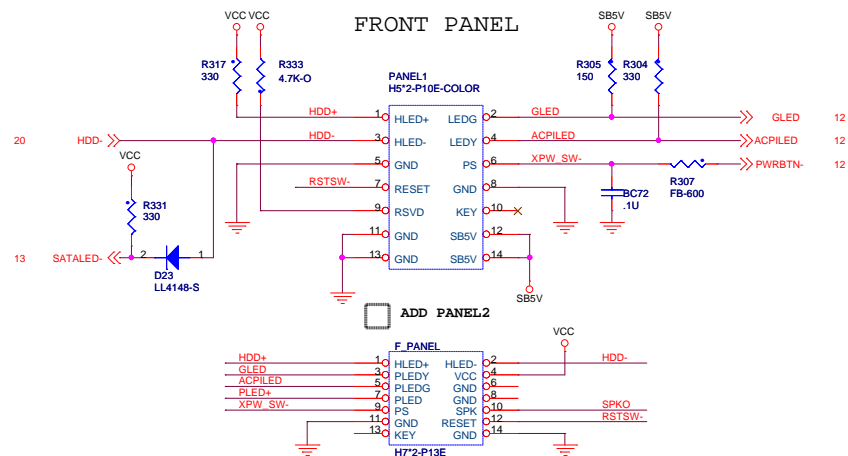 FRONT PANEL
VCC VCC
SB5V SB5V
R317
330
R333
4.7K-O
R305
150
R304
330
PANEL1
H5*2-P10E-COLOR
HDD+ 1 HLED+ LEDG 2 GLED GLED 12
20 HDD- HDD- 3 HLED- LEDY 4 ACPILED ACPILED 12
VCC 5 GND PS 6 XPW_SW- PWRBTN- 12
RSTSW- 7 RESET GND 8
R307
FB-600
BC72
.1U
R331
330
9 RSVD KEY 10
11 GND SB5V 12
13 SATALED- 2 1 13 GND SB5V 14
D23
LL4148-S
SB5V
ADD PANEL2
VCC
F_PANEL
HDD+ 1 HLED+ HLED- 2 HDD-
GLED 3 PLEDY VCC 4
ACPILED 5 PLEDG GND 6
PLED+ 7 PLED GND 8
XPW_SW- 9 PS SPK 10 SPKO
11 GND RESET 12 RSTSW-
13 KEY GND 14
H7*2-P13E